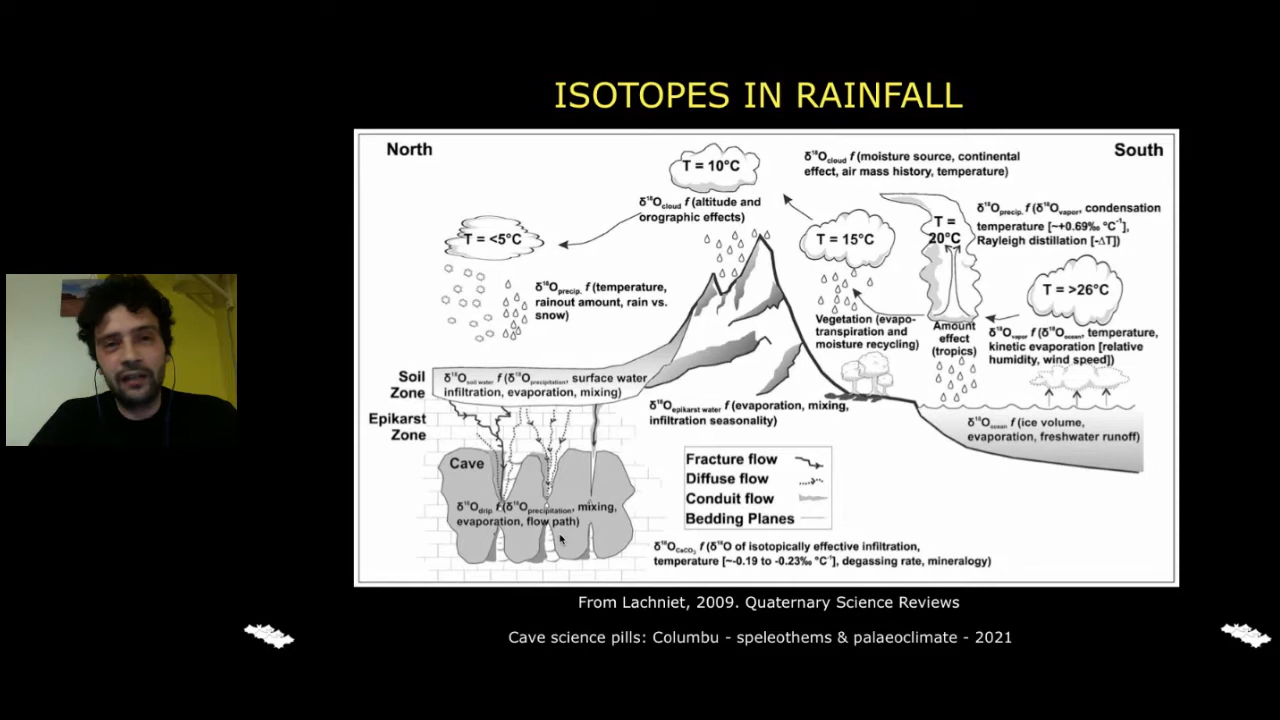 ISOTOPES IN RAINFALL
North
South
T = 10°C
δ¹⁸Ocloud f (moisture source, continental
effect, air mass history, temperature)
δ¹⁸Ocloud f (altitude and
orographic effects)
T = <5°C
T = 15°C
T =
20°C
δ¹⁸Oprecip. f (δ¹⁸Ovapor, condensation
temperature [~+0.69‰ °C⁻¹],
Rayleigh distillation [-ΔT])
T = >26°C
δ¹⁸Oprecip. f (temperature,
rainout amount, rain vs.
snow)
Vegetation (evapo-
transpiration and
moisture recycling)
Amount
effect
(tropics)
δ¹⁸Ovapor f (δ¹⁸Oocean, temperature,
kinetic evaporation [relative
humidity, wind speed])
Soil
Zone
δ¹⁸Osoil water f (δ¹⁸Oprecipitation, surface water
infiltration, evaporation, mixing)
Epikarst
Zone
δ¹⁸Oepikarst water f (evaporation, mixing,
infiltration seasonality)
δ¹⁸Oocean f (ice volume,
evaporation, freshwater runoff)
Cave
δ¹⁸Odrip f (δ¹⁸Oprecipitation, mixing,
evaporation, flow path)
Fracture flow
Diffuse flow
Conduit flow
Bedding Planes
δ¹⁸OCaCO₃ f (δ¹⁸O of isotopically effective infiltration,
temperature [~-0.19 to -0.23‰ °C⁻¹], degassing rate, mineralogy)
From Lachniet, 2009. Quaternary Science Reviews
Cave science pills: Columbu - speleothems & palaeoclimate - 2021